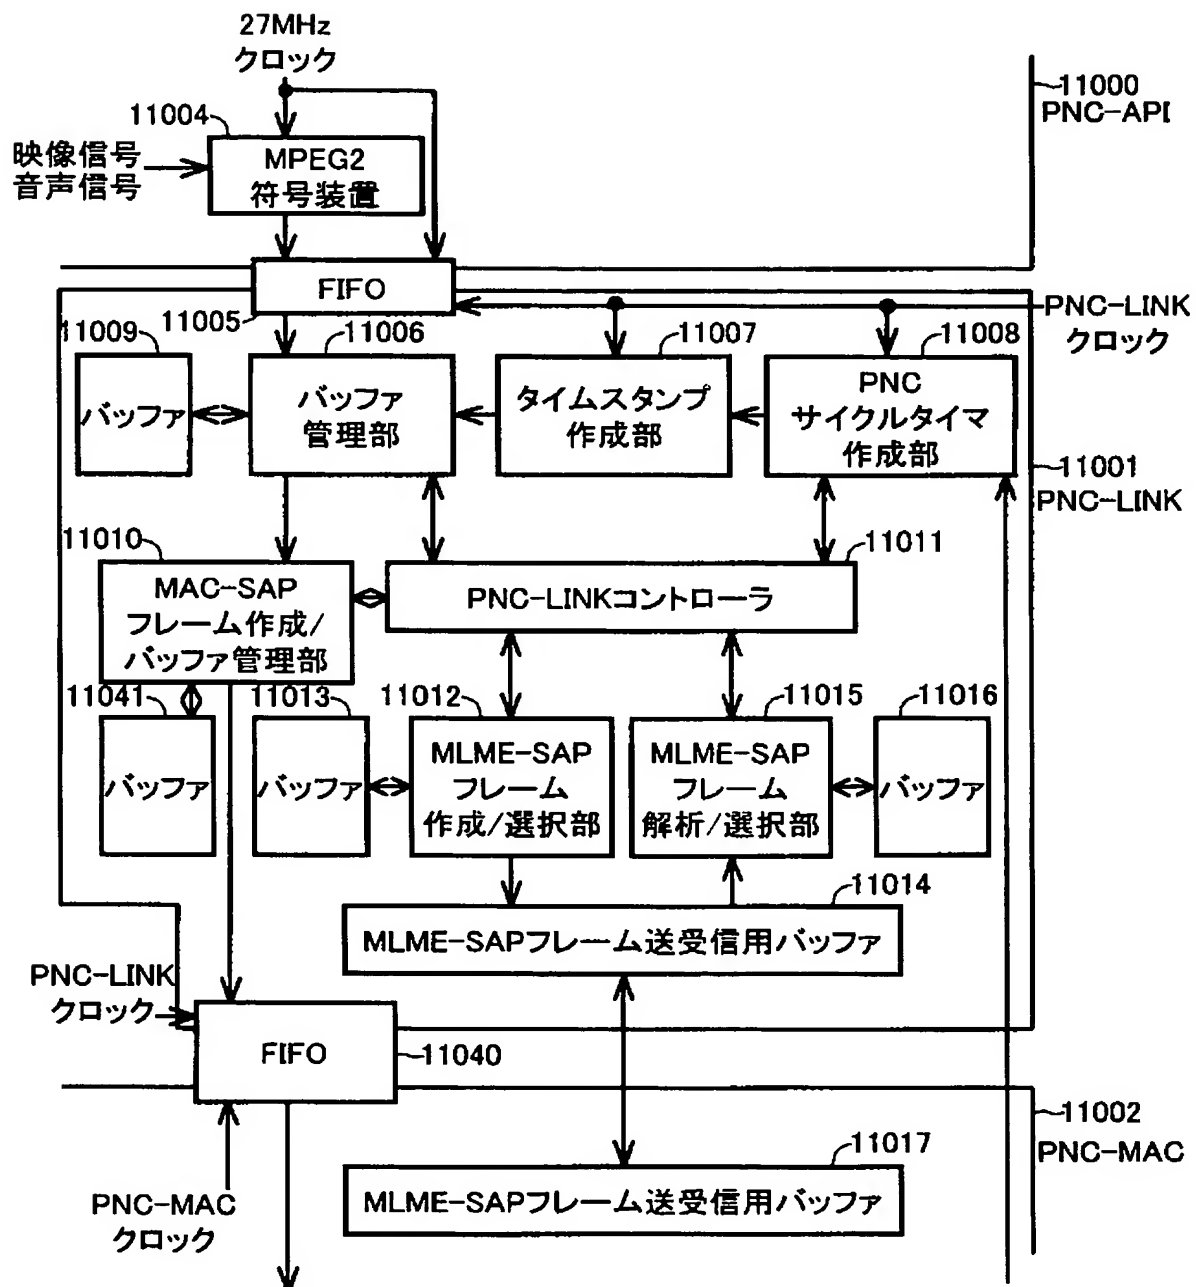 27MHz
クロック
11000
PNC-API
11004
映像信号
音声信号
MPEG2
符号装置
FIFO
11005
PNC-LINK
クロック
11009
11006
11007
11008
バッファ
バッファ
管理部
タイムスタンプ
作成部
PNC
サイクルタイマ
作成部
11001
PNC-LINK
11010
11011
MAC-SAP
フレーム作成/
バッファ管理部
PNC-LINKコントローラ
11041
11013
11012
11015
11016
バッファ
バッファ
MLME-SAP
フレーム
作成/選択部
MLME-SAP
フレーム
解析/選択部
バッファ
11014
MLME-SAPフレーム送受信用バッファ
PNC-LINK
クロック
FIFO
11040
11002
PNC-MAC
11017
MLME-SAPフレーム送受信用バッファ
PNC-MAC
クロック